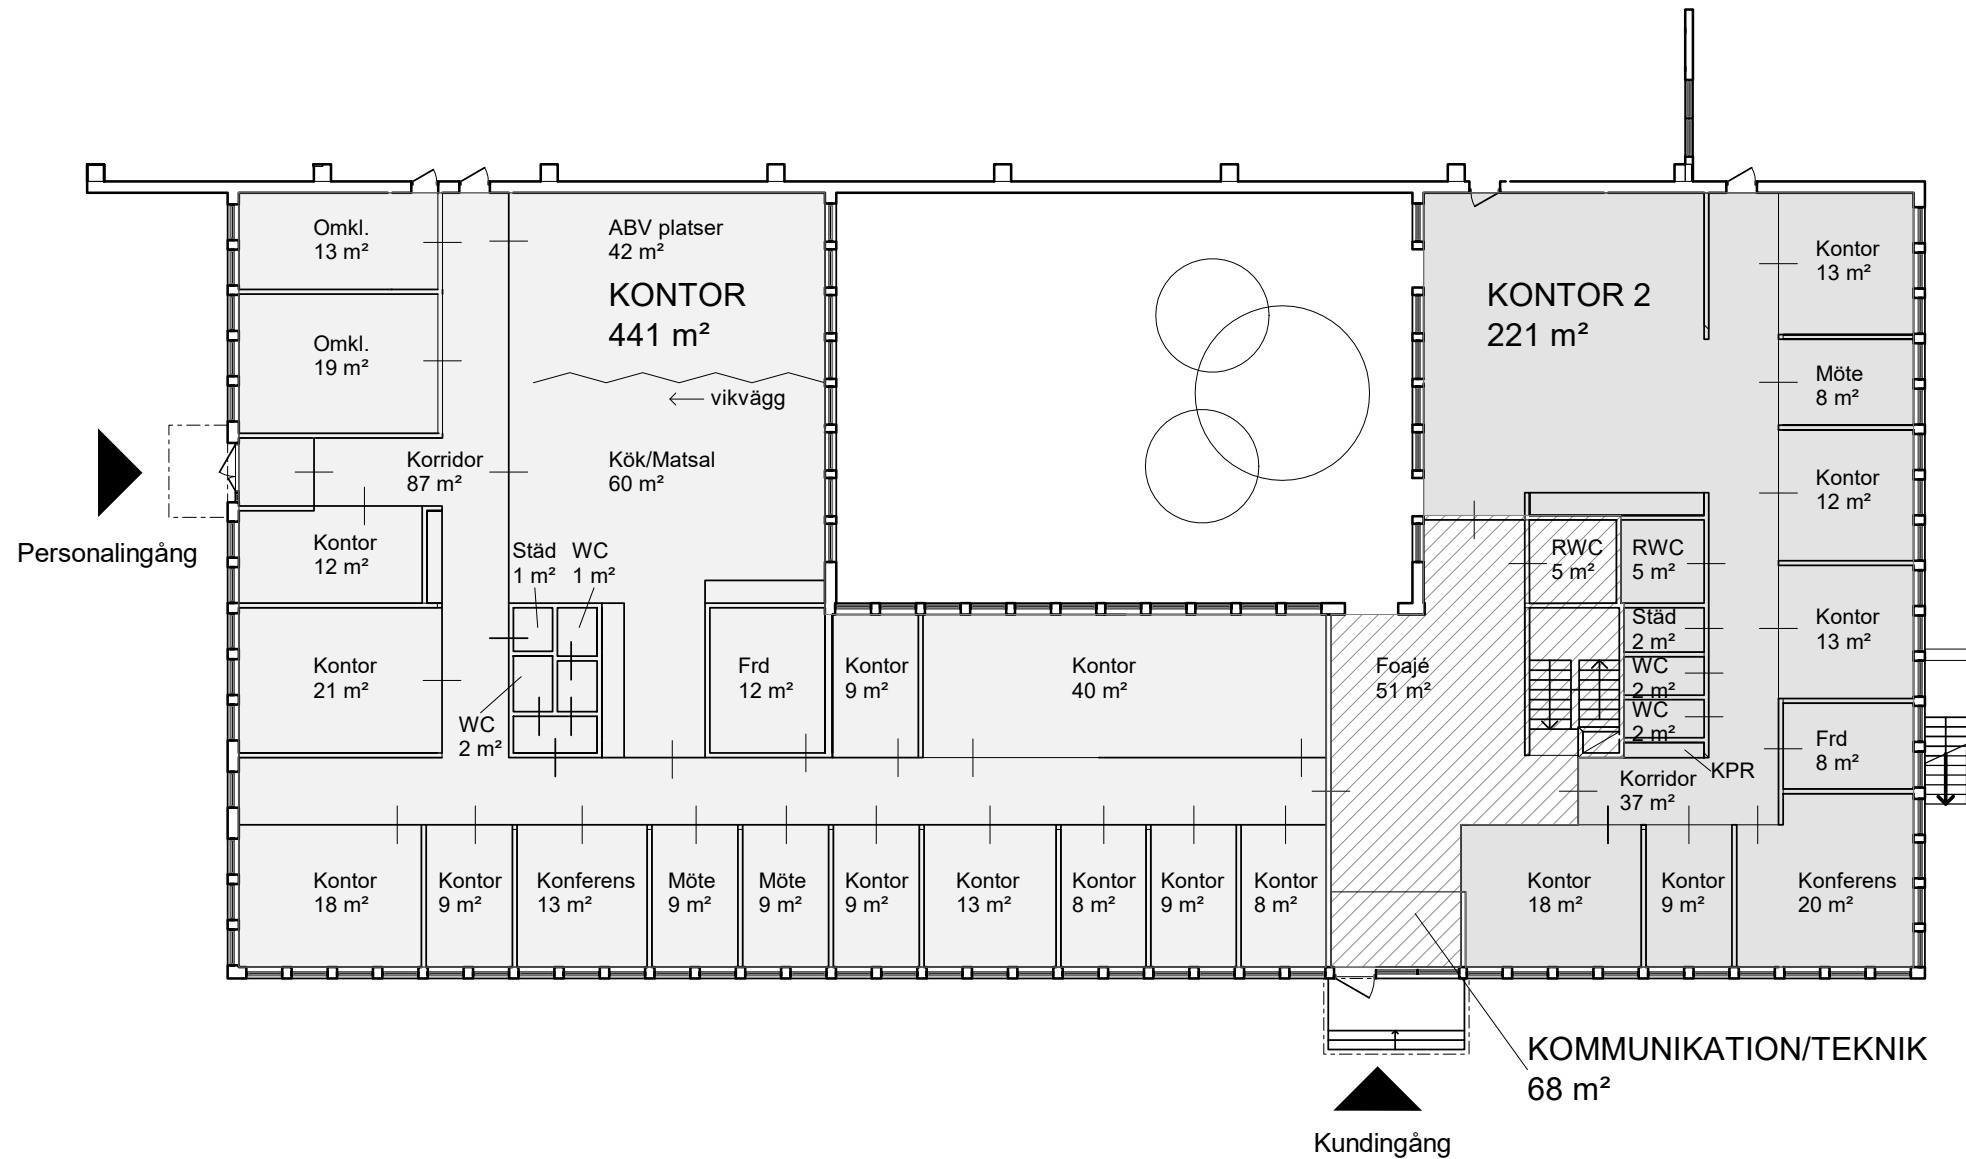 Omkl.
13 m²
ABV platser
42 m²
KONTOR
441 m²
Omkl.
19 m²
vikvägg
Korridor
87 m²
Kök/Matsal
60 m²
Personalingång
Kontor
12 m²
Städ
1 m²
WC
1 m²
Kontor
21 m²
WC
2 m²
Frd
12 m²
Kontor
9 m²
Kontor
40 m²
Foajé
51 m²
KONTOR 2
221 m²
Kontor
13 m²
Möte
8 m²
Kontor
12 m²
RWC
5 m²
RWC
5 m²
Städ
2 m²
WC
2 m²
WC
2 m²
Kontor
13 m²
Frd
8 m²
KPR
Korridor
37 m²
Kontor
18 m²
Kontor
9 m²
Konferens
13 m²
Möte
9 m²
Möte
9 m²
Kontor
9 m²
Kontor
13 m²
Kontor
8 m²
Kontor
9 m²
Kontor
8 m²
Kontor
18 m²
Kontor
9 m²
Konferens
20 m²
KOMMUNIKATION/TEKNIK
68 m²
Kundingång